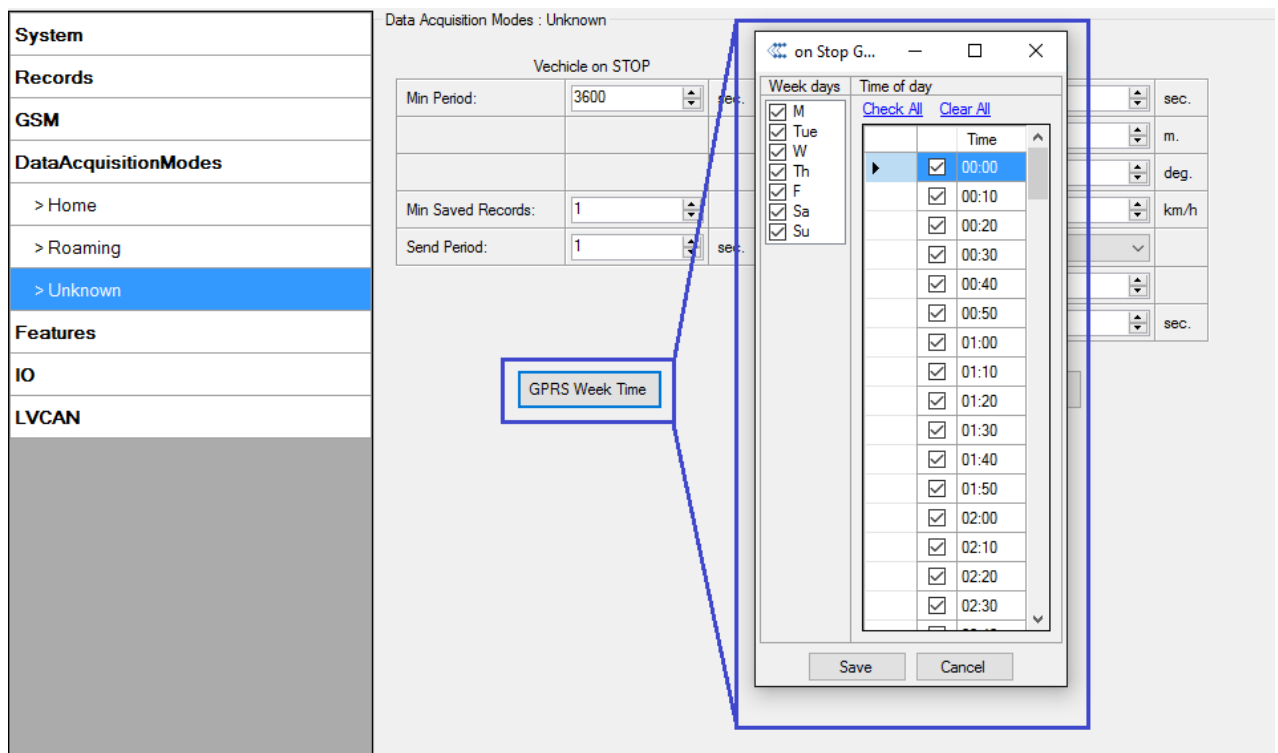 System
Records
GSM
DataAcquisitionModes
> Home
> Roaming
> Unknown
Features
IO
LVCAN
Data Acquisition Modes : Unknown
Vechicle on STOP
Min Period: 3600 sec.
Min Saved Records: 1
Send Period: 1 sec.
GPRS Week Time
on Stop G...
Week days
M
Tue
W
Th
F
Sa
Su
Time of day
Check All Clear All
Time
00:00
00:10
00:20
00:30
00:40
00:50
01:00
01:10
01:20
01:30
01:40
01:50
02:00
02:10
02:20
02:30
Save Cancel
sec.
m.
deg.
km/h
sec.